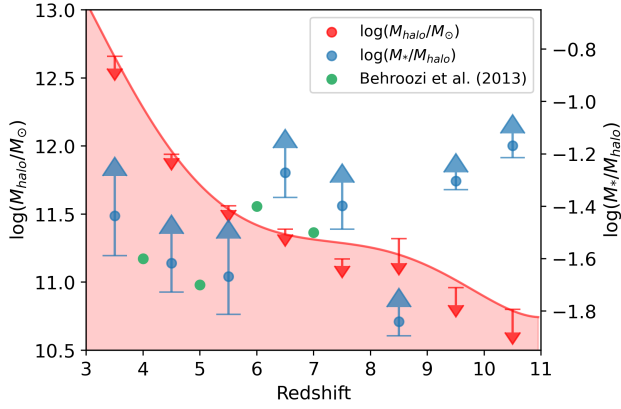 log(M_halo/M_⊙)
log(M_*/M_halo)
Behroozi et al. (2013)
13.0
12.5
12.0
11.5
11.0
10.5
log(M_halo/M_⊙)
−0.8
−1.0
−1.2
−1.4
−1.6
−1.8
log(M_*/M_halo)
3 4 5 6 7 8 9 10 11
Redshift